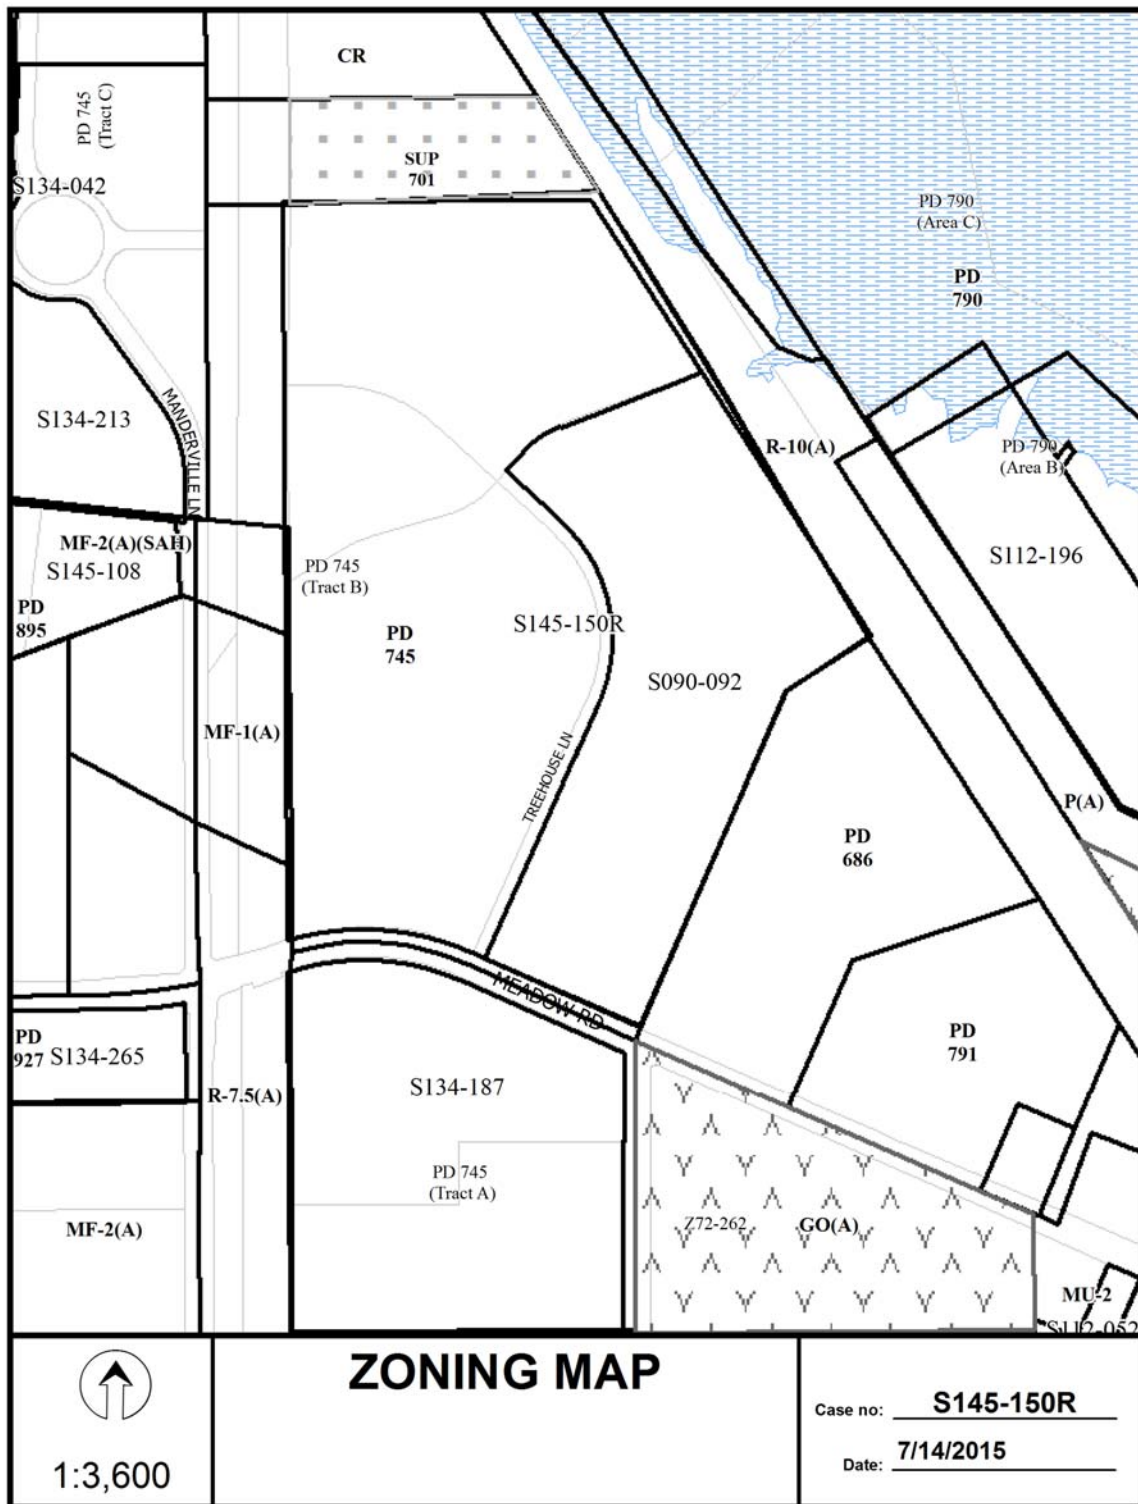 CR
PD 745
(Tract C)
SUP
701
S134-042
PD 790
(Area C)
PD
790
S134-213
MANDERVILLE LN
R-10(A)
PD 790
(Area B)
MF-2(A)(SAH)
S145-108
S112-196
PD 745
(Tract B)
PD
895
PD
745
S145-150R
S090-092
MF-1(A)
TREEHOUSE LN
P(A)
PD
686
MEADOW RD
PD
927
S134-265
PD
791
R-7.5(A)
S134-187
PD 745
(Tract A)
MF-2(A)
Z72-262
GO(A)
MU-2
S112-052
ZONING MAP
1:3,600
Case no: S145-150R
Date: 7/14/2015